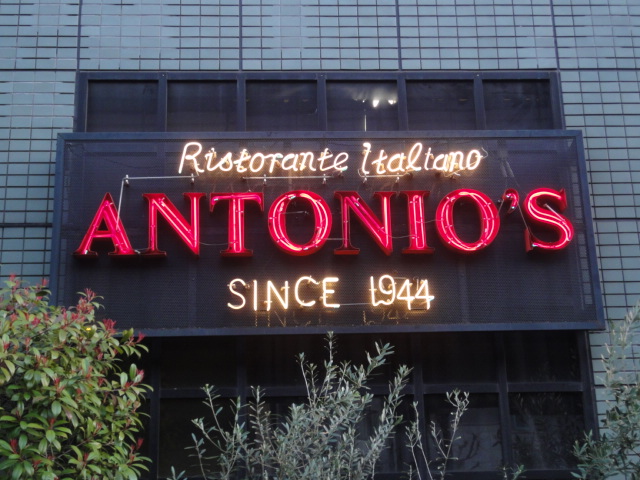 Ristorante Italiano
ANTONIO'S
SINCE 1944